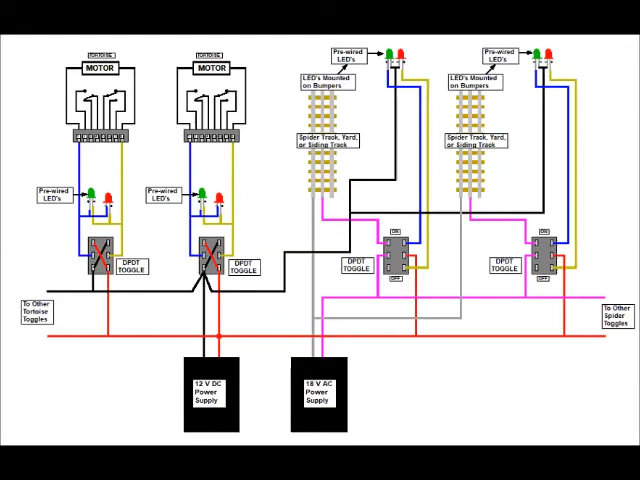 TORTOISE
MOTOR
TORTOISE
MOTOR
Pre-wired
LED's
Pre-wired
LED's
LED's Mounted
on Bumpers
LED's Mounted
on Bumpers
Spider Track, Yard,
or Siding Track
Spider Track, Yard,
or Siding Track
Pre-wired
LED's
Pre-wired
LED's
ON
ON
DPDT
TOGGLE
DPDT
TOGGLE
DPDT
TOGGLE
DPDT
TOGGLE
OFF
OFF
To Other
Tortoise
Toggles
To Other
Spider
Toggles
12 V DC
Power
Supply
18 V AC
Power
Supply